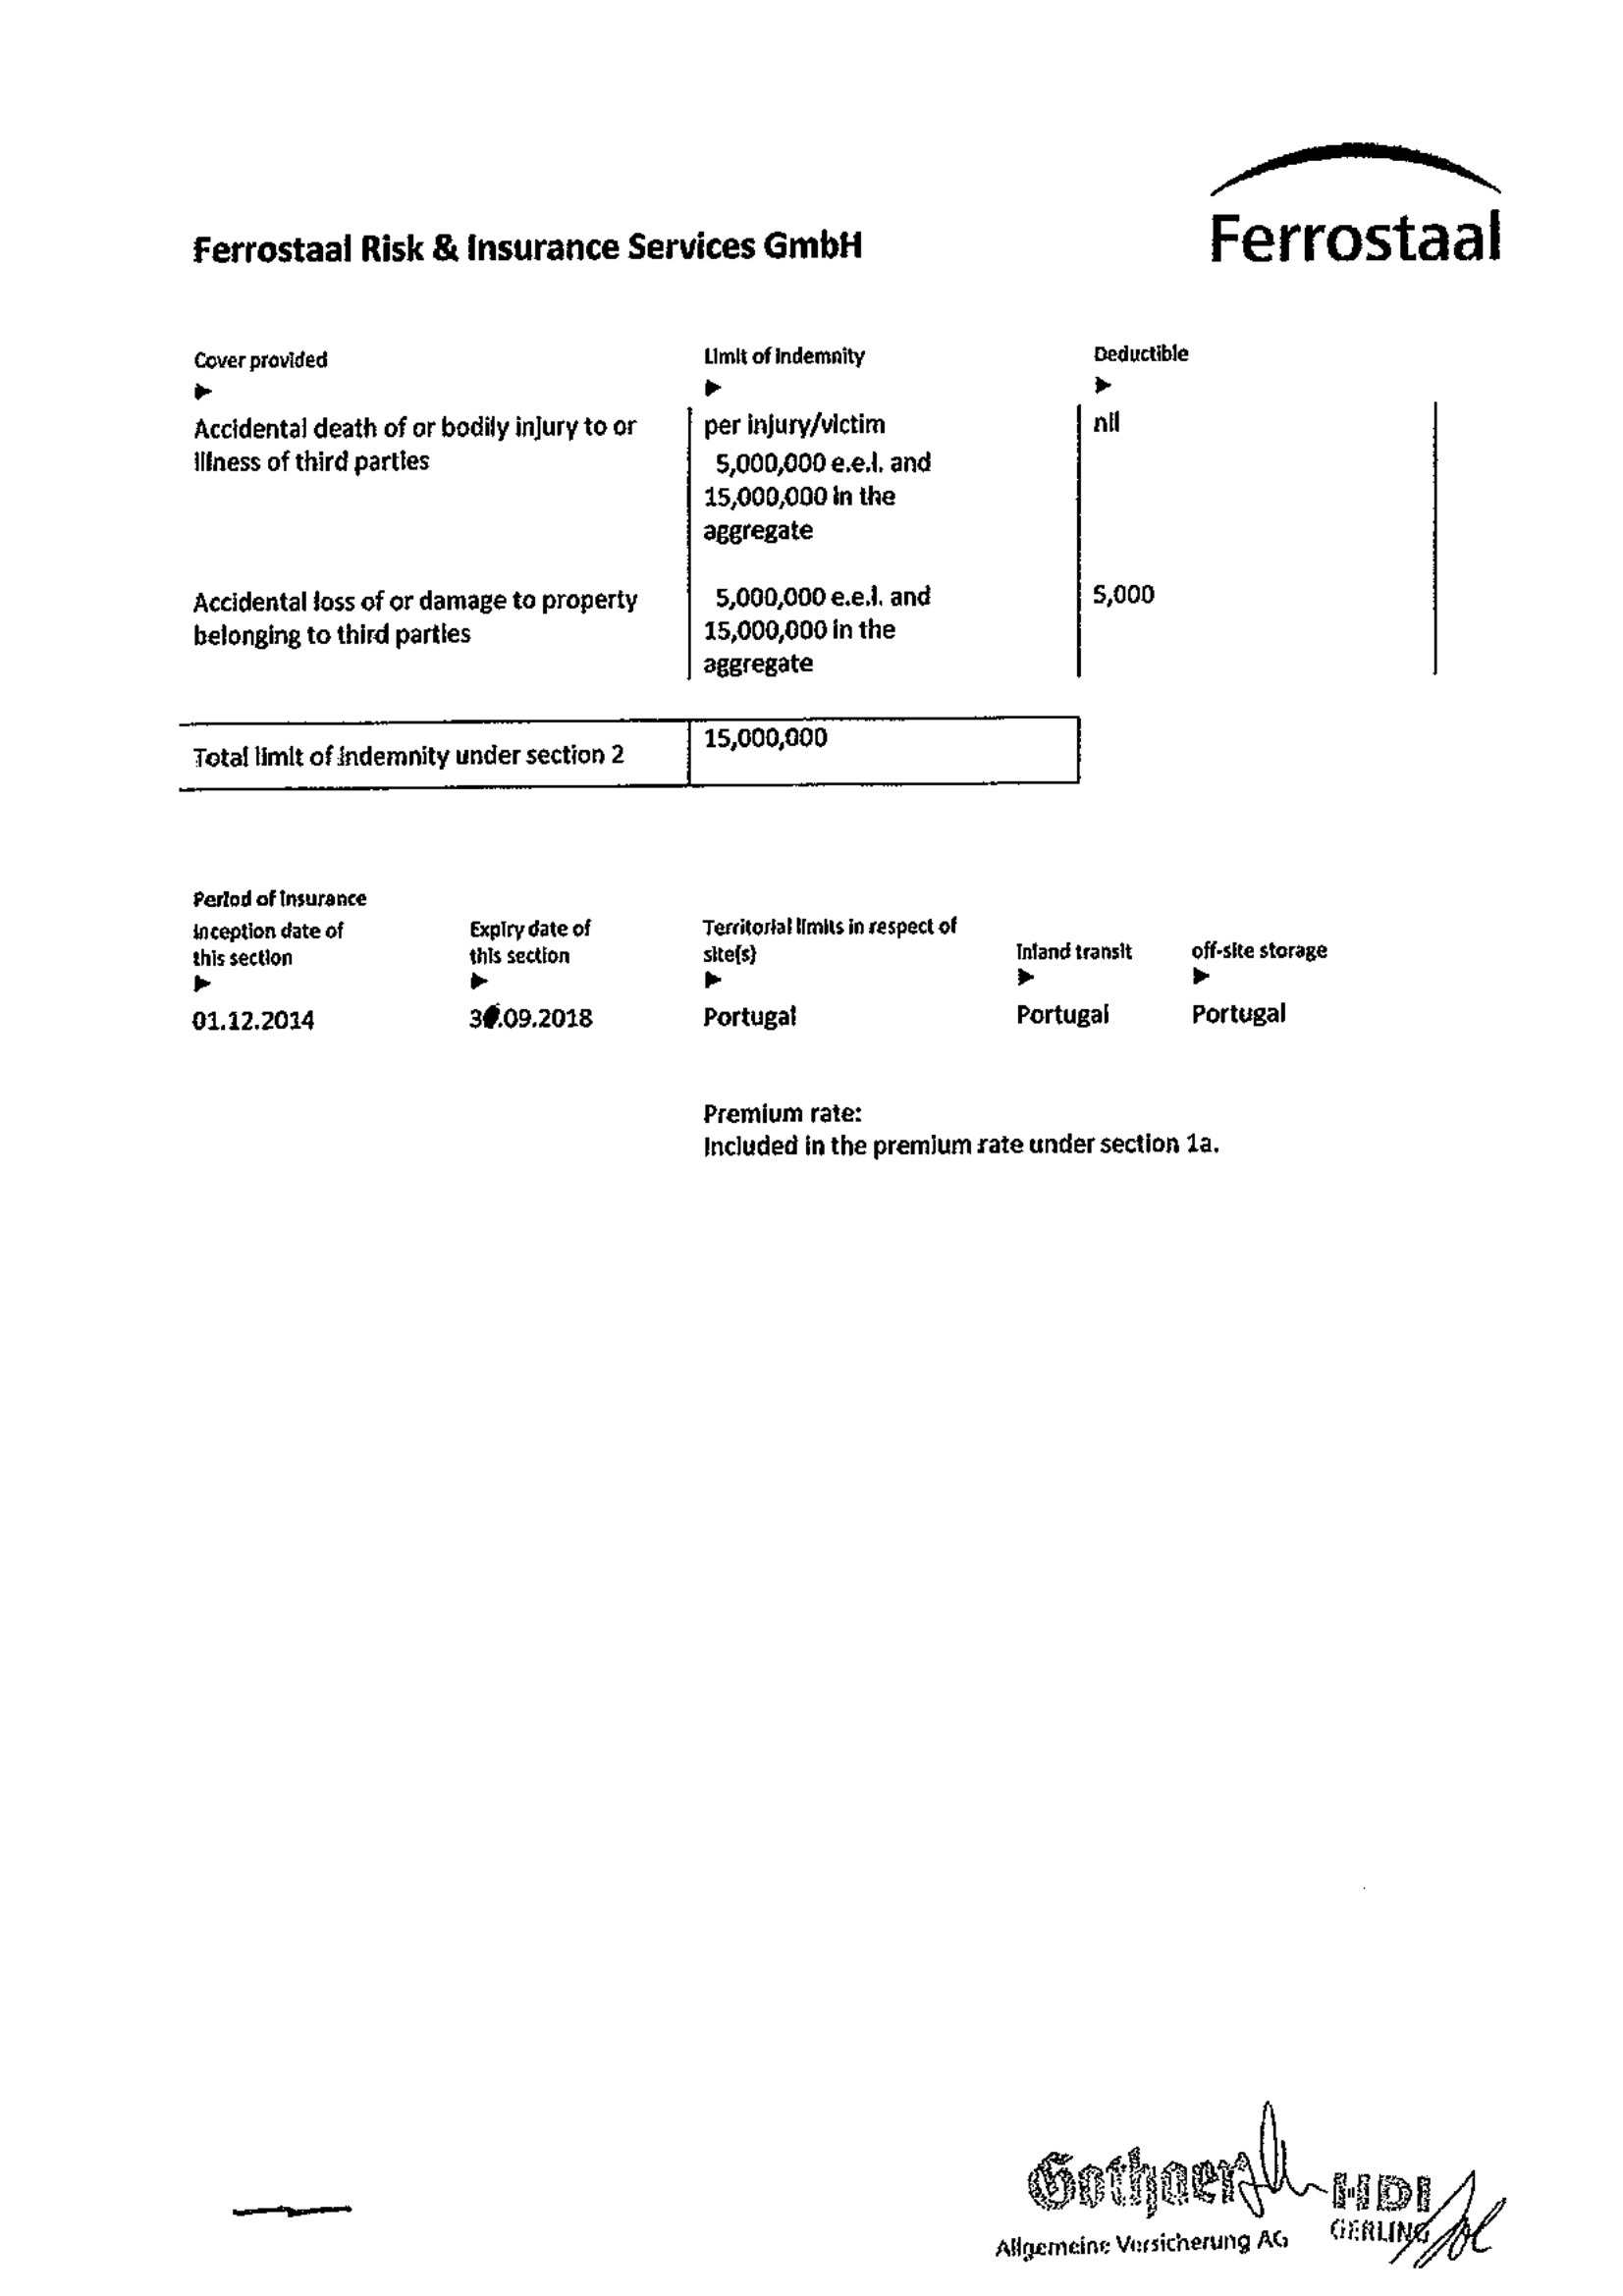 Ferrostaal
Ferrostaal Risk & Insurance Services GmbH
Cover provided
Limit of indemnity
Deductible
Accidental death of or bodily injury to or
illness of third parties
per injury/victim
5,000,000 e.e.l. and
15,000,000 in the
aggregate
nil
Accidental loss of or damage to property
belonging to third parties
5,000,000 e.e.l. and
15,000,000 in the
aggregate
5,000
Total limit of indemnity under section 2
15,000,000
Period of insurance
Inception date of
this section
01.12.2014
Expiry date of
this section
.09.2018
Territorial limits in respect of
site(s)
Portugal
Inland transit
Portugal
off-site storage
Portugal
Premium rate:
Included in the premium rate under section 1a.
Gothaer
Allgemeine Versicherung AG
HDI
GERLING